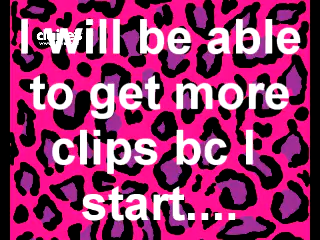 I will be able
to get more
clips bc I
start....